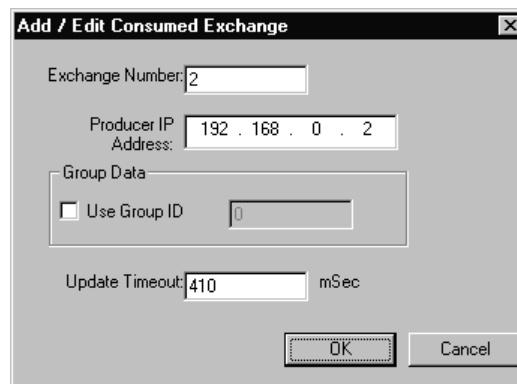 Add / Edit Consumed Exchange
Exchange Number: 2
Producer IP Address: 192 . 168 . 0 . 2
Group Data
Use Group ID 0
Update Timeout: 410 mSec
OK Cancel